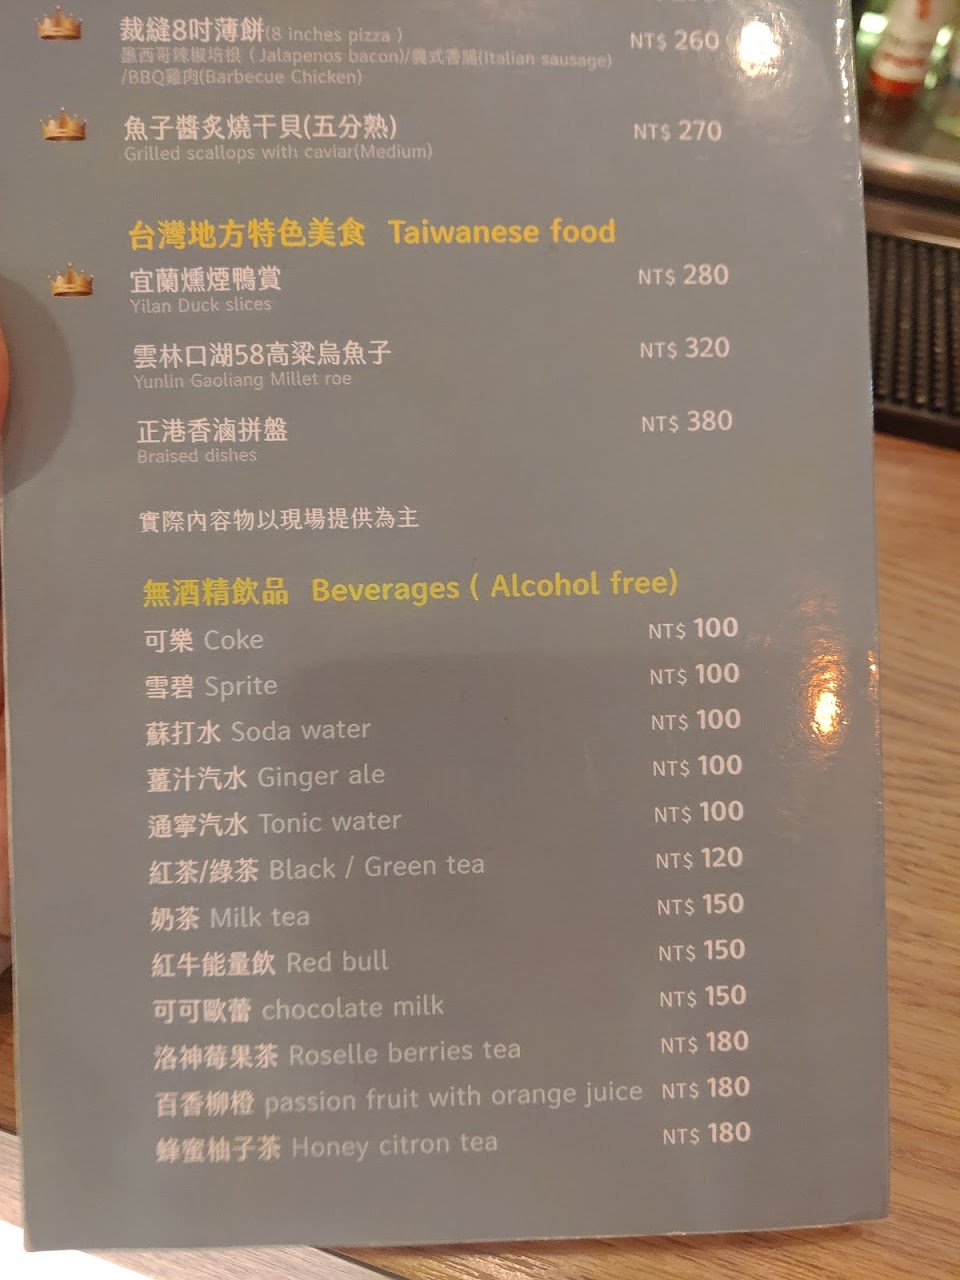 裁縫8吋薄餅(8 inches pizza ) NT$ 260
墨西哥辣椒培根 ( Jalapenos bacon)/義式香腸(Italian sausage)
/BBQ雞肉(Barbecue Chicken)
魚子醬炙燒干貝(五分熟) NT$ 270
Grilled scallops with caviar(Medium)
台灣地方特色美食 Taiwanese food
宜蘭燻煙鴨賞 NT$ 280
Yilan Duck slices
雲林口湖58高粱烏魚子 NT$ 320
Yunlin Gaoliang Millet roe
正港香滷拼盤 NT$ 380
Braised dishes
實際內容物以現場提供為主
無酒精飲品 Beverages ( Alcohol free)
可樂 Coke NT$ 100
雪碧 Sprite NT$ 100
蘇打水 Soda water NT$ 100
薑汁汽水 Ginger ale NT$ 100
通寧汽水 Tonic water NT$ 100
紅茶/綠茶 Black / Green tea NT$ 120
奶茶 Milk tea NT$ 150
紅牛能量飲 Red bull NT$ 150
可可歐蕾 chocolate milk NT$ 150
洛神莓果茶 Roselle berries tea NT$ 180
百香柳橙 passion fruit with orange juice NT$ 180
蜂蜜柚子茶 Honey citron tea NT$ 180